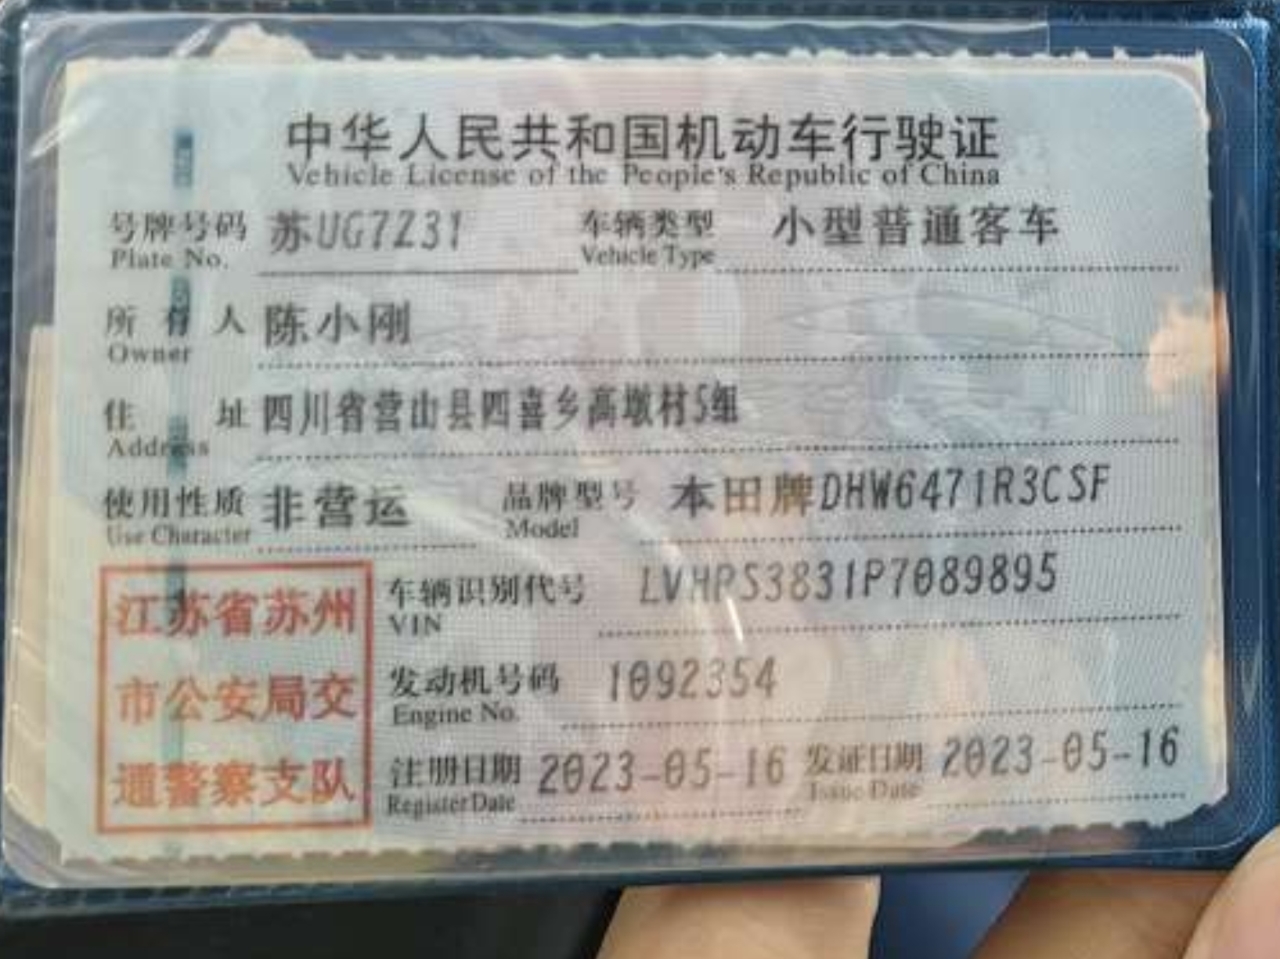 中华人民共和国机动车行驶证
Vehicle License of the People's Republic of China
号牌号码 苏UG7Z31 车辆类型 小型普通客车
Plate No. Vehicle Type
所有人 陈小刚
Owner
住址 四川省营山县四喜乡高墩村5组
Address
使用性质 非营运 品牌型号 本田牌DHW6471R3CSF
Use Character Model
江苏省苏州
市公安局交
通警察支队
车辆识别代号 LVHPS3831P7089895
VIN
发动机号码 1092354
Engine No.
注册日期 2023-05-16 发证日期 2023-05-16
Register Date Issue Date